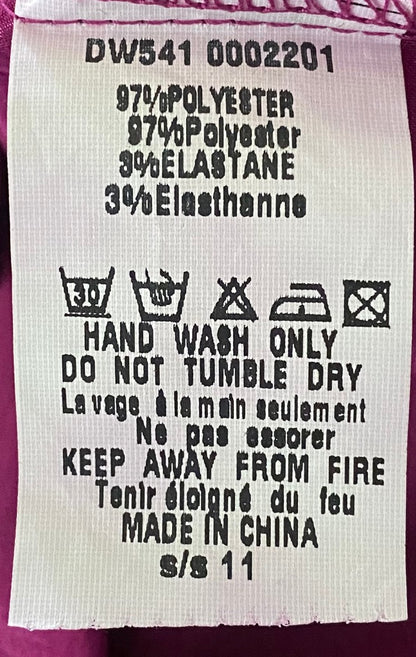 DW541 0002201
97%POLYESTER
97%Polyester
3%ELASTANE
3%Elasthanne
30
HAND WASH ONLY
DO NOT TUMBLE DRY
Lavage à la main seulement
Ne pas essorer
KEEP AWAY FROM FIRE
Tenir éloigné du feu
MADE IN CHINA
s/s 11